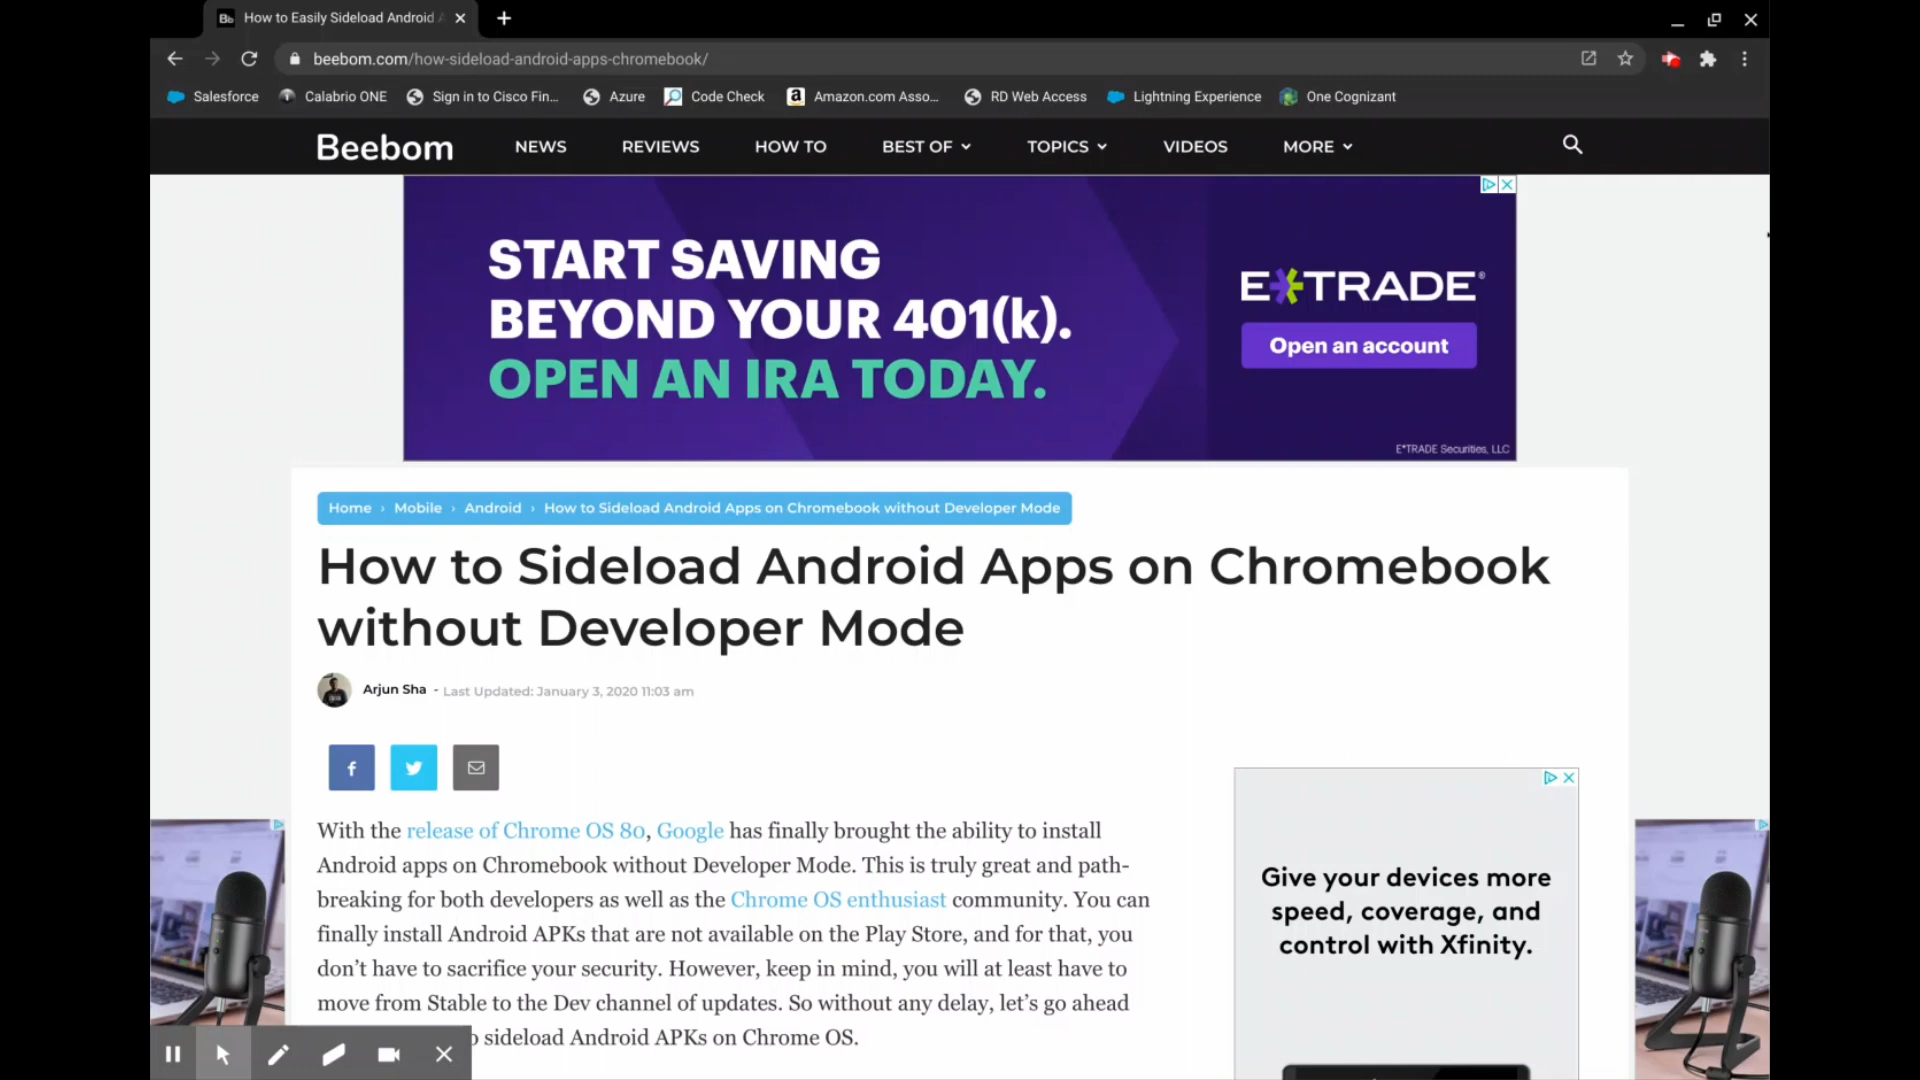 How to Easily Sideload Android
beebom.com/how-sideload-android-apps-chromebook/
Salesforce Calabrio ONE Sign in to Cisco Fin... Azure Code Check Amazon.com Asso... RD Web Access Lightning Experience One Cognizant
Beebom NEWS REVIEWS HOW TO BEST OF TOPICS VIDEOS MORE
START SAVING
BEYOND YOUR 401(k).
OPEN AN IRA TODAY.
E*TRADE®
Open an account
E*TRADE Securities, LLC
Home › Mobile › Android › How to Sideload Android Apps on Chromebook without Developer Mode
How to Sideload Android Apps on Chromebook
without Developer Mode
Arjun Sha - Last Updated: January 3, 2020 11:03 am
With the release of Chrome OS 80, Google has finally brought the ability to install
Android apps on Chromebook without Developer Mode. This is truly great and path-
breaking for both developers as well as the Chrome OS enthusiast community. You can
finally install Android APKs that are not available on the Play Store, and for that, you
don't have to sacrifice your security. However, keep in mind, you will at least have to
move from Stable to the Dev channel of updates. So without any delay, let's go ahead
sideload Android APKs on Chrome OS.
Give your devices more
speed, coverage, and
control with Xfinity.